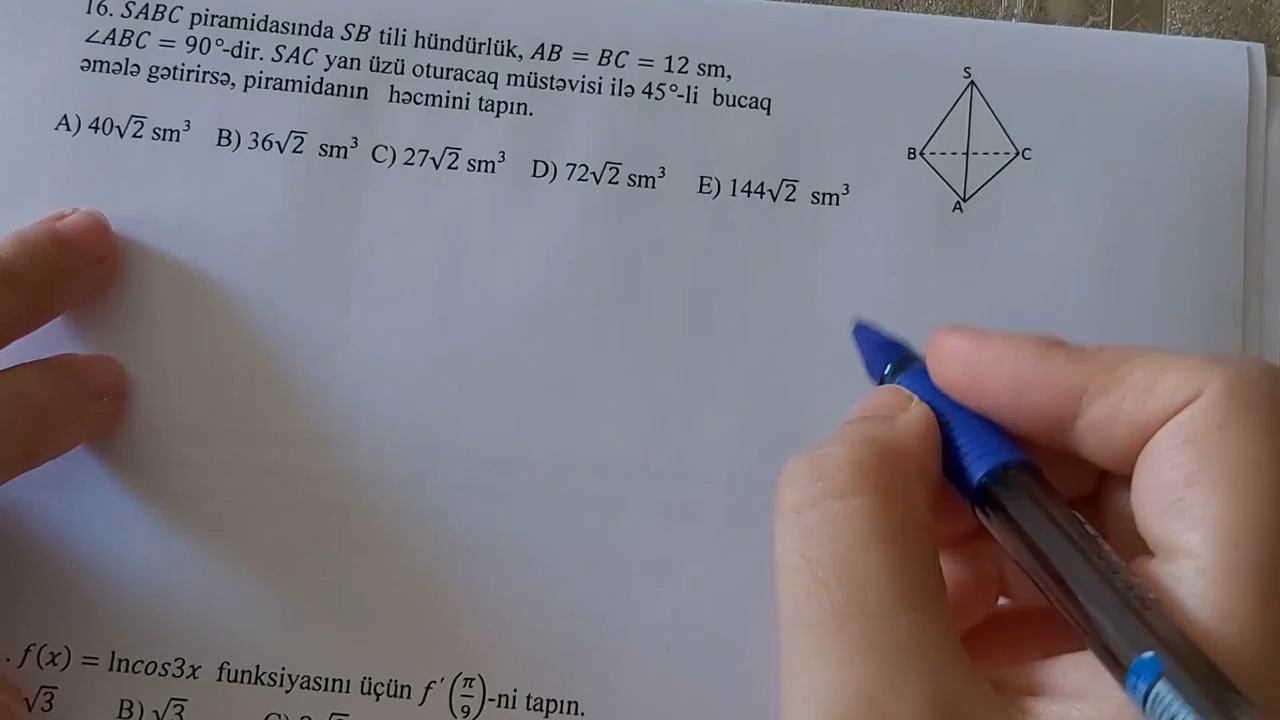 16. SABC piramidasında SB tili hündürlük, AB = BC = 12 sm,
∠ABC = 90°-dir. SAC yan üzü oturacaq müstəvisi ilə 45°-li bucaq
əmələ gətirirsə, piramidanın həcmini tapın.
A) 40√2 sm³ B) 36√2 sm³ C) 27√2 sm³ D) 72√2 sm³ E) 144√2 sm³
S
B
C
A
. f(x) = lncos3x funksiyasını üçün f′(π/9)-ni tapın.
√3 B) √3